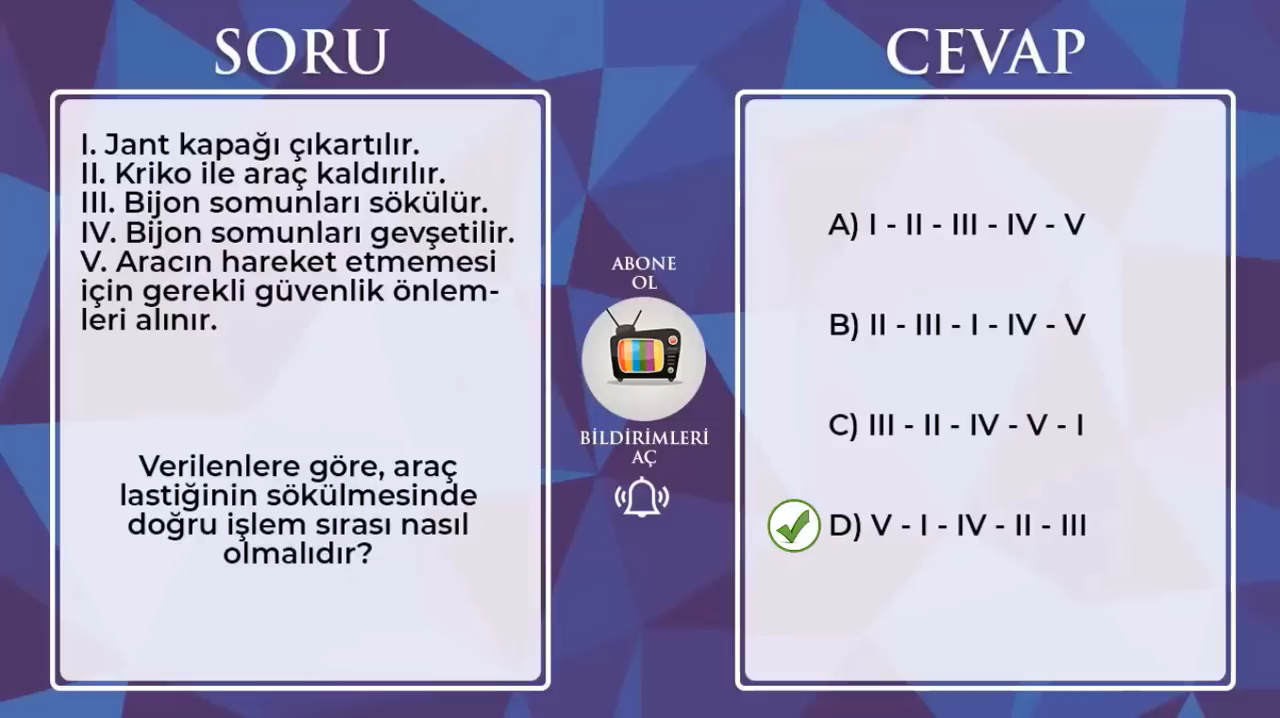 SORU
I. Jant kapağı çıkartılır.
II. Kriko ile araç kaldırılır.
III. Bijon somunları sökülür.
IV. Bijon somunları gevşetilir.
V. Aracın hareket etmemesi
için gerekli güvenlik önlem-
leri alınır.
Verilenlere göre, araç
lastiğinin sökülmesinde
doğru işlem sırası nasıl
olmalıdır?
ABONE
OL
BİLDİRİMLERİ
AÇ
CEVAP
A) I - II - III - IV - V
B) II - III - I - IV - V
C) III - II - IV - V - I
D) V - I - IV - II - III